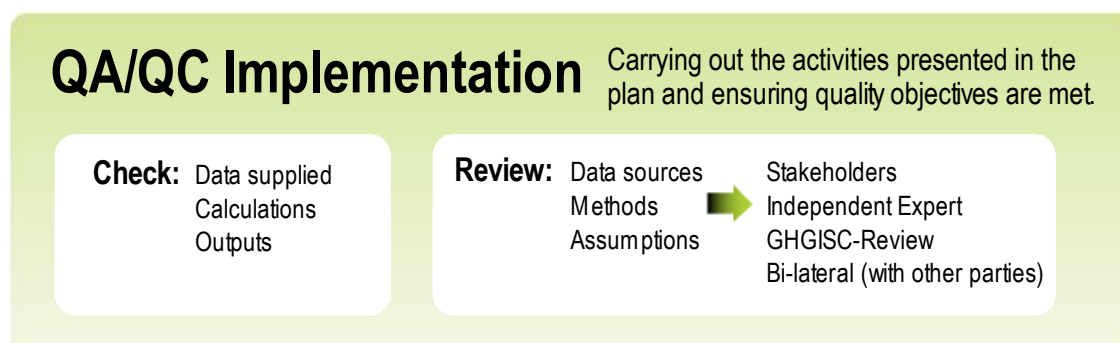 QA/QC Implementation
Carrying out the activities presented in the
plan and ensuring quality objectives are met.
Check: Data supplied
Calculations
Outputs
Review: Data sources
Methods
Assumptions
Stakeholders
Independent Expert
GHGISC-Review
Bi-lateral (with other parties)